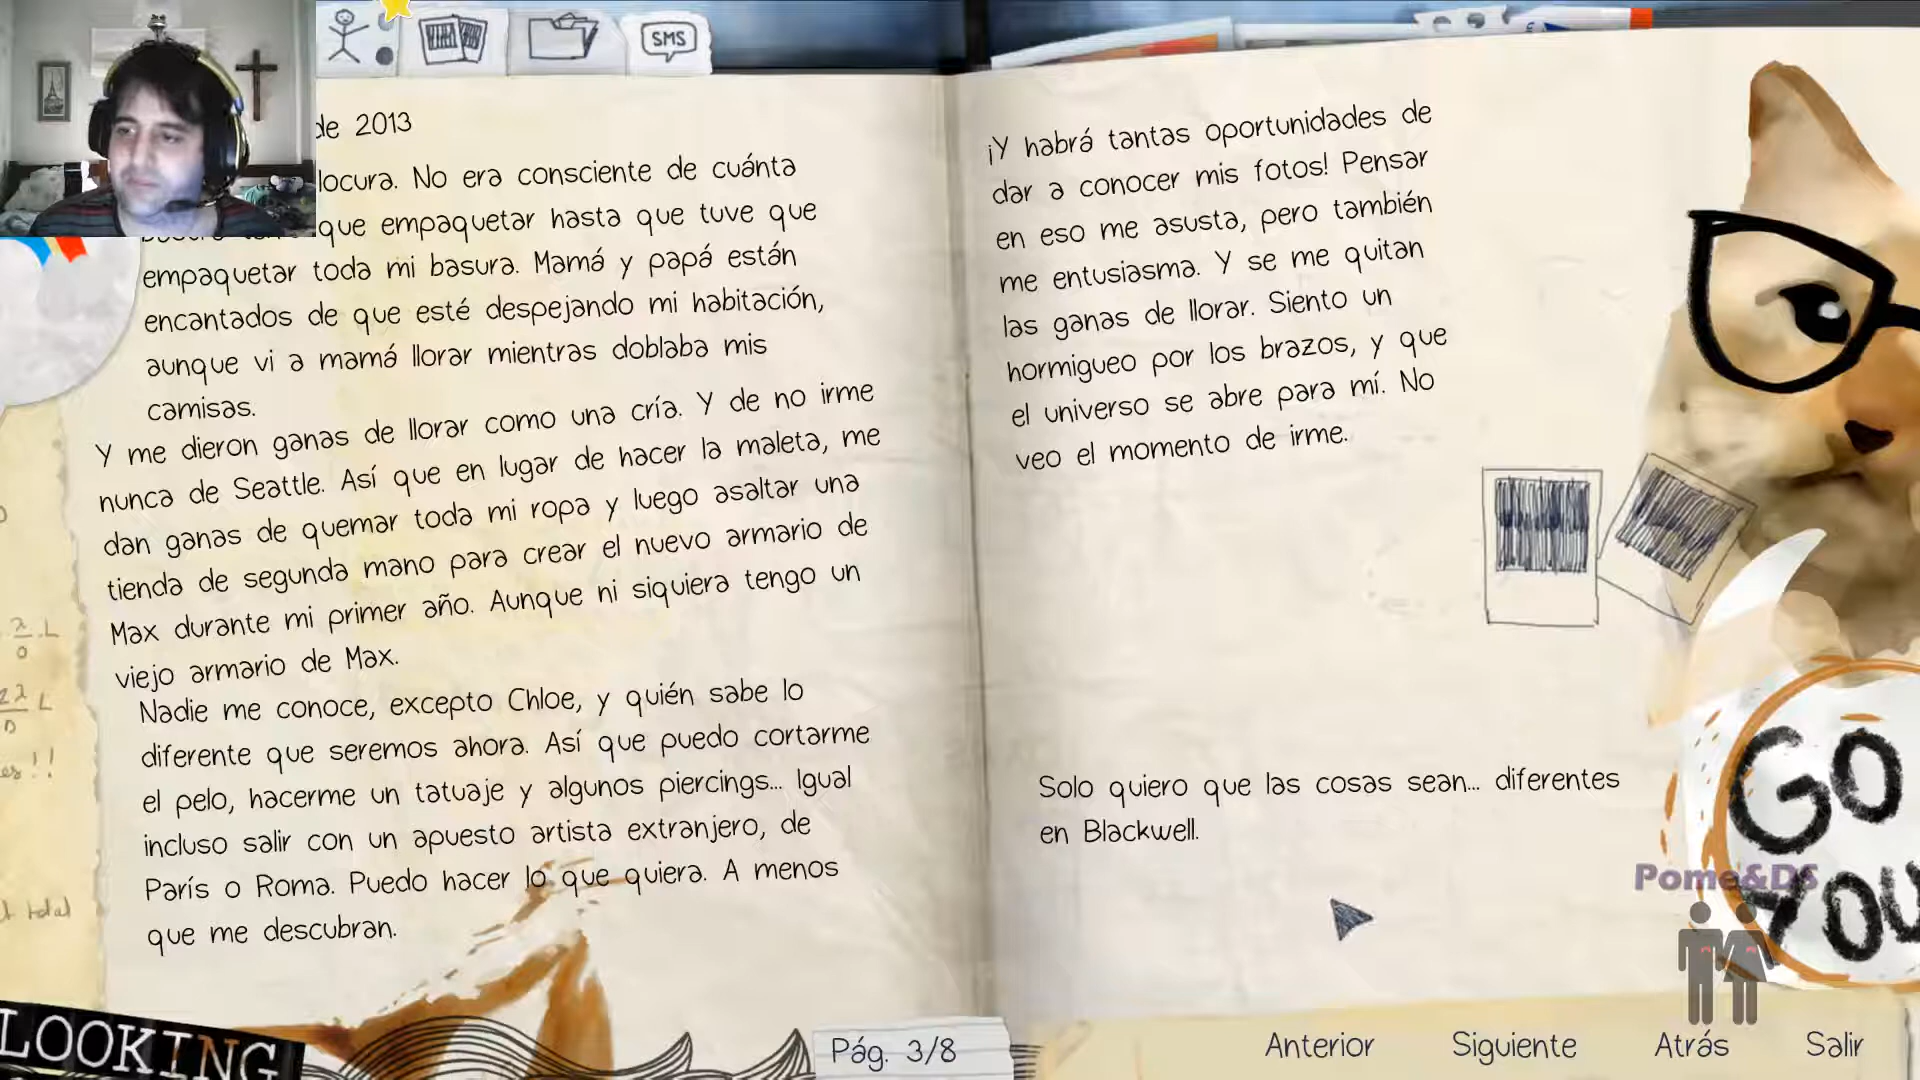 SMS
de 2013
locura. No era consciente de cuánta
que empaquetar hasta que tuve que
empaquetar toda mi basura. Mamá y papá están
encantados de que esté despejando mi habitación,
aunque vi a mamá llorar mientras doblaba mis
camisas.
Y me dieron ganas de llorar como una cría. Y de no irme
nunca de Seattle. Así que en lugar de hacer la maleta, me
dan ganas de quemar toda mi ropa y luego asaltar una
tienda de segunda mano para crear el nuevo armario de
Max durante mi primer año. Aunque ni siquiera tengo un
viejo armario de Max.
Nadie me conoce, excepto Chloe, y quién sabe lo
diferente que seremos ahora. Así que puedo cortarme
el pelo, hacerme un tatuaje y algunos piercings... Igual
incluso salir con un apuesto artista extranjero, de
París o Roma. Puedo hacer lo que quiera. A menos
que me descubran.
¡Y habrá tantas oportunidades de
dar a conocer mis fotos! Pensar
en eso me asusta, pero también
me entusiasma. Y se me quitan
las ganas de llorar. Siento un
hormigueo por los brazos, y que
el universo se abre para mí. No
veo el momento de irme.
Solo quiero que las cosas sean... diferentes
en Blackwell.
GO
YOU
Pome&DS
LOOKING
Pág. 3/8
Anterior Siguiente Atrás Salir